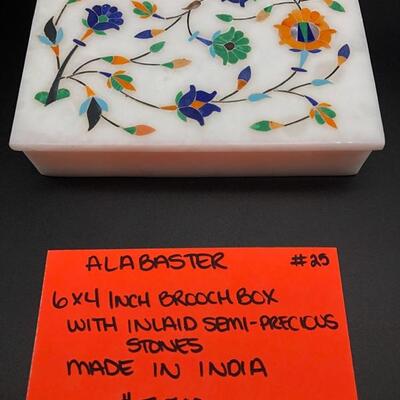 ALABASTER #25
6x4 INCH BROOCH BOX
WITH INLAID SEMI-PRECIOUS
STONES
MADE IN INDIA